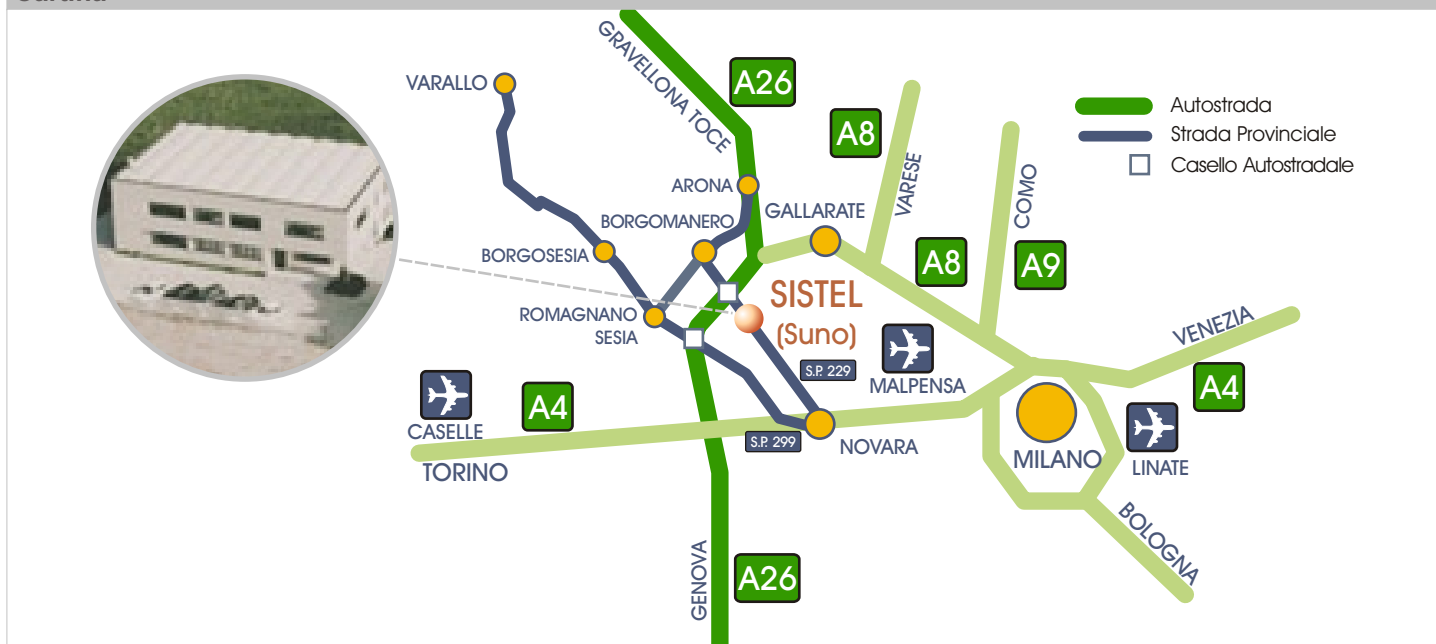 GRAVELLONA TOCE
A26
VARALLO
A8
VARESE
COMO
Autostrada
Strada Provinciale
Casello Autostradale
ARONA
GALLARATE
BORGOMANERO
BORGOSESIA
A8
A9
SISTEL
(Suno)
ROMAGNANO
SESIA
VENEZIA
S.P. 229
MALPENSA
A4
CASELLE
A4
TORINO
S.P. 299
NOVARA
MILANO
LINATE
BOLOGNA
GENOVA
A26